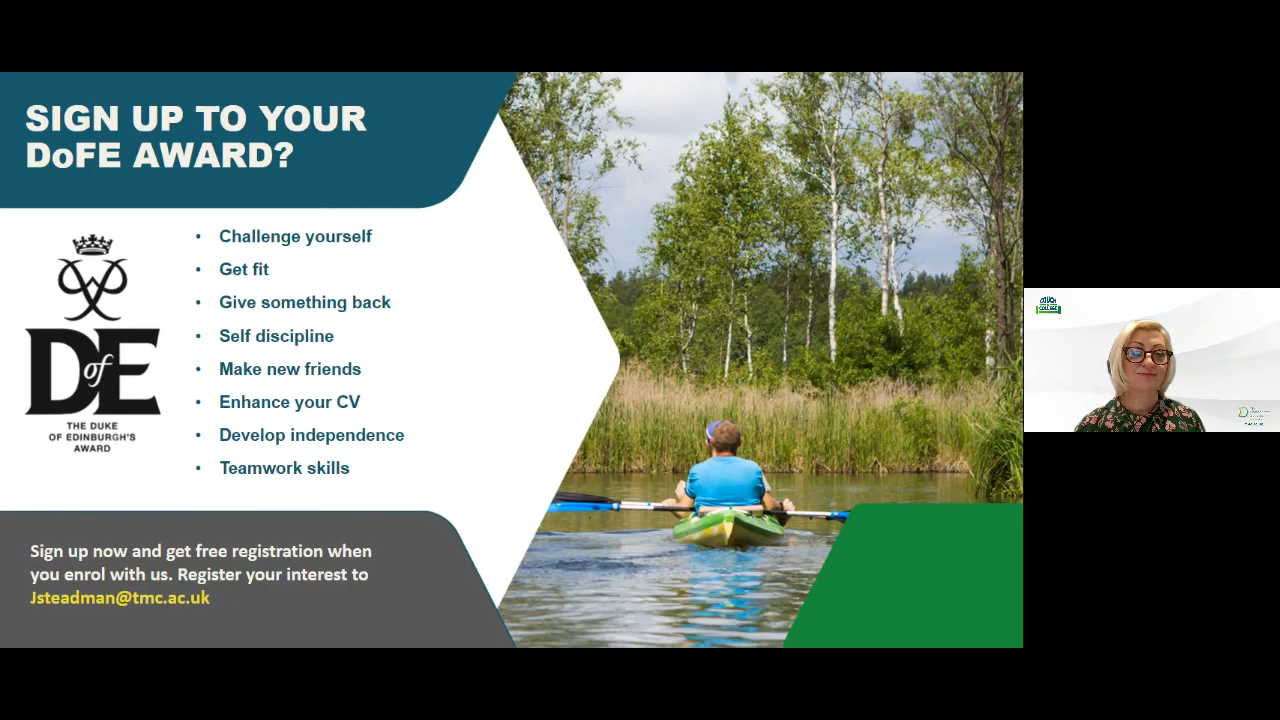 SIGN UP TO YOUR
DoFE AWARD?
DofE
THE DUKE
OF EDINBURGH'S
AWARD
• Challenge yourself
• Get fit
• Give something back
• Self discipline
• Make new friends
• Enhance your CV
• Develop independence
• Teamwork skills
Sign up now and get free registration when
you enrol with us. Register your interest to
Jsteadman@tmc.ac.uk
COLLEGE